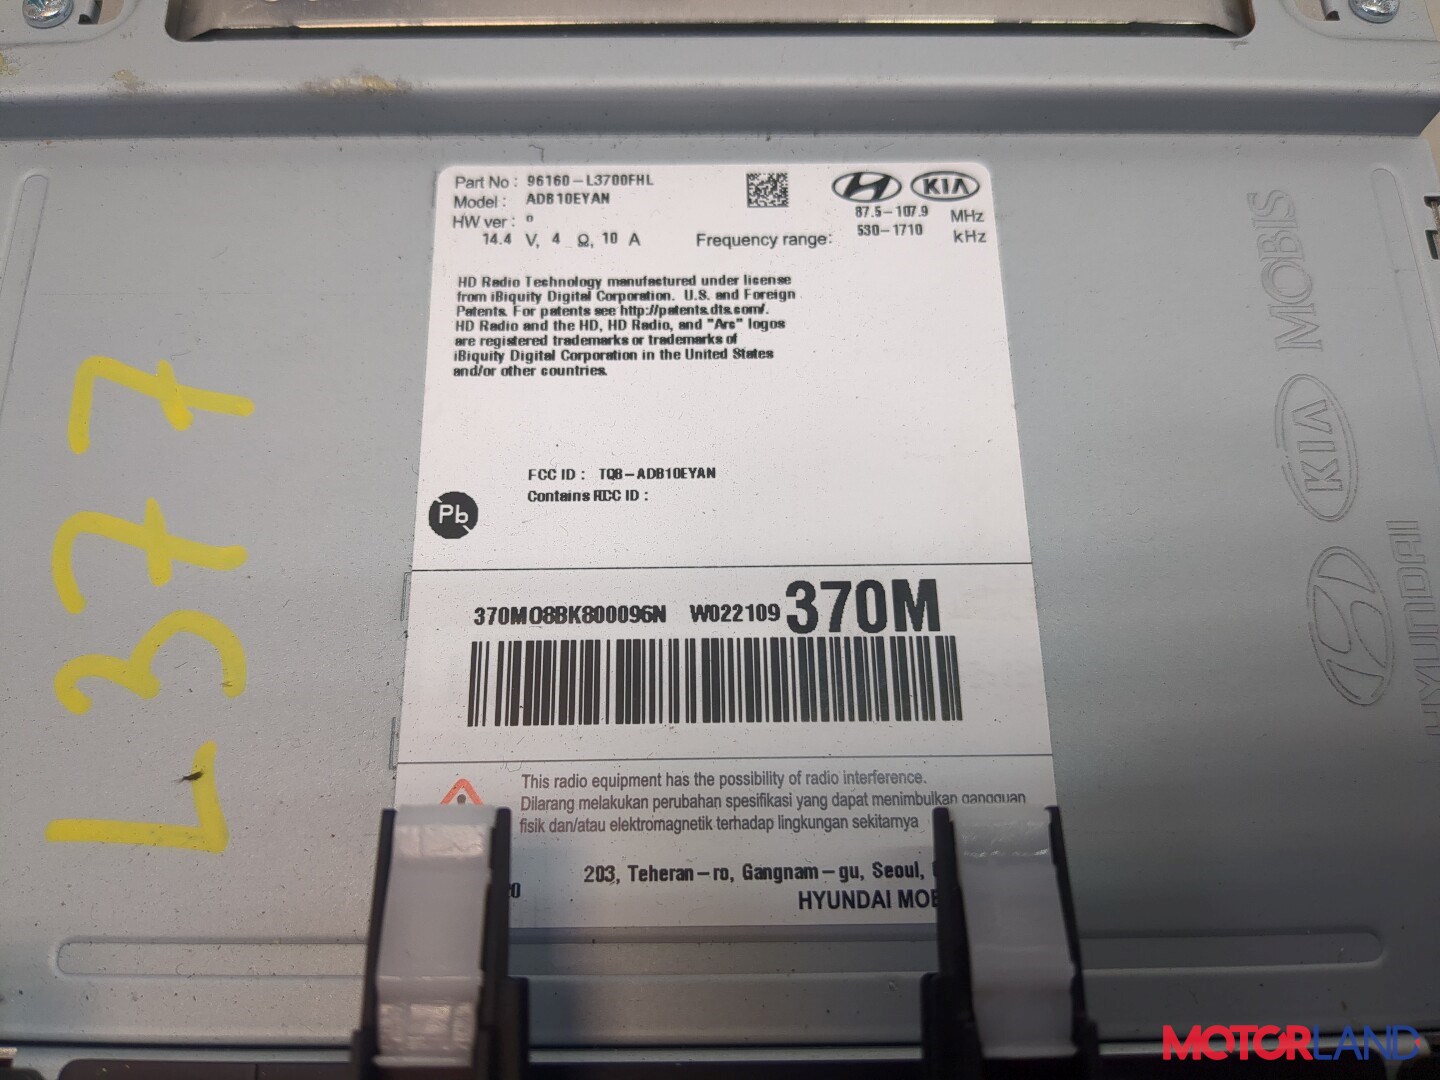 Part No : 96160-L3700FHL
Model : ADB10EYAN
HW ver : 0
14.4 V, 4 Ω, 10 A
KIA
Frequency range: 87.5-107.9 MHz
530-1710 kHz
HD Radio Technology manufactured under license
from iBiquity Digital Corporation. U.S. and Foreign
Patents. For patents see http://patents.dts.com/.
HD Radio and the HD, HD Radio, and "Arc" logos
are registered trademarks or trademarks of
iBiquity Digital Corporation in the United States
and/or other countries.
FCC ID : TQ8-ADB10EYAN
Contains FCC ID :
Pb
370MO8BK800096N W022109 370M
This radio equipment has the possibility of radio interference.
Dilarang melakukan perubahan spesifikasi yang dapat menimbulkan gangguan
fisik dan/atau elektromagnetik terhadap lingkungan sekitarnya
203, Teheran-ro, Gangnam-gu, Seoul,
HYUNDAI
L377
MOBIS
KIA
HYUNDAI
MOTORLAND